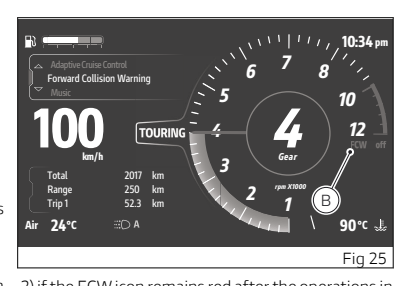 10:34 pm
Adaptive Cruise Control
Forward Collision Warning
Music
100
km/h
TOURING
Total 2017 km
Range 250 km
Trip 1 52.3 km
Air 24°C
A
1
2
3
4
5
6
7
8
10
12
4
Gear
rpm X1000
FCW off
B
90°C
Fig 25
s
2) if the FCW icon remains red after the operations in